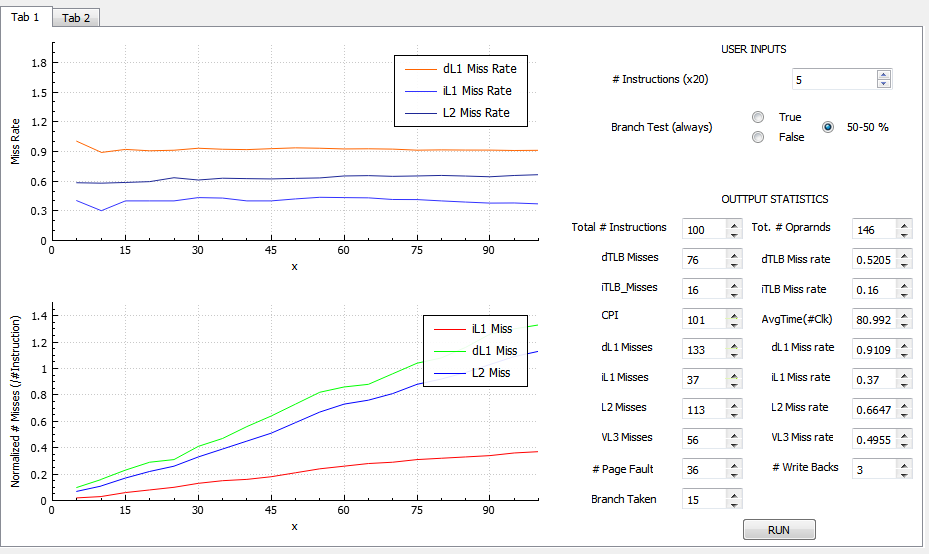 Tab 1 Tab 2
1.8
1.5
1.2
0.9
0.6
0.3
0
Miss Rate
dL1 Miss Rate
iL1 Miss Rate
L2 Miss Rate
0 15 30 45 60 75 90
x
1.4
1.2
1
0.8
0.6
0.4
0.2
0
Normalized # Misses (/#Instruction)
iL1 Miss
dL1 Miss
L2 Miss
0 15 30 45 60 75 90
x
USER INPUTS
# Instructions (x20) 5
Branch Test (always)
True
False
50-50 %
OUTTPUT STATISTICS
Total # Instructions 100 Tot. # Oprarnds 146
dTLB Misses 76 dTLB Miss rate 0.5205
iTLB_Misses 16 iTLB Miss rate 0.16
CPI 101 AvgTime(#Clk) 80.992
dL1 Misses 133 dL1 Miss rate 0.9109
iL1 Misses 37 iL1 Miss rate 0.37
L2 Misses 113 L2 Miss rate 0.6647
VL3 Misses 56 VL3 Miss rate 0.4955
# Page Fault 36 # Write Backs 3
Branch Taken 15
RUN